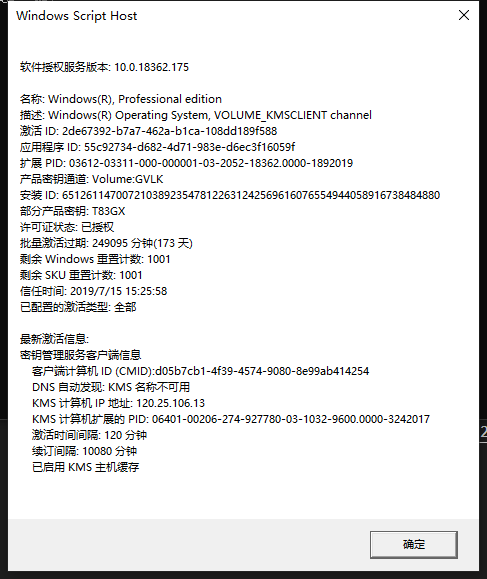 Windows Script Host
软件授权服务版本: 10.0.18362.175
名称: Windows(R), Professional edition
描述: Windows(R) Operating System, VOLUME_KMSCLIENT channel
激活 ID: 2de67392-b7a7-462a-b1ca-108dd189f588
应用程序 ID: 55c92734-d682-4d71-983e-d6ec3f16059f
扩展 PID: 03612-03311-000-000001-03-2052-18362.0000-1892019
产品密钥通道: Volume:GVLK
安装 ID: 651261147007210389235478122631242569616076554944058916738484880
部分产品密钥: T83GX
许可证状态: 已授权
批量激活过期: 249095 分钟(173 天)
剩余 Windows 重置计数: 1001
剩余 SKU 重置计数: 1001
信任时间: 2019/7/15 15:25:58
已配置的激活类型: 全部
最新激活信息:
密钥管理服务客户端信息
客户端计算机 ID (CMID):d05b7cb1-4f39-4574-9080-8e99ab414254
DNS 自动发现: KMS 名称不可用
KMS 计算机 IP 地址: 120.25.106.13
KMS 计算机扩展的 PID: 06401-00206-274-927780-03-1032-9600.0000-3242017
激活时间间隔: 120 分钟
续订间隔: 10080 分钟
已启用 KMS 主机缓存
确定